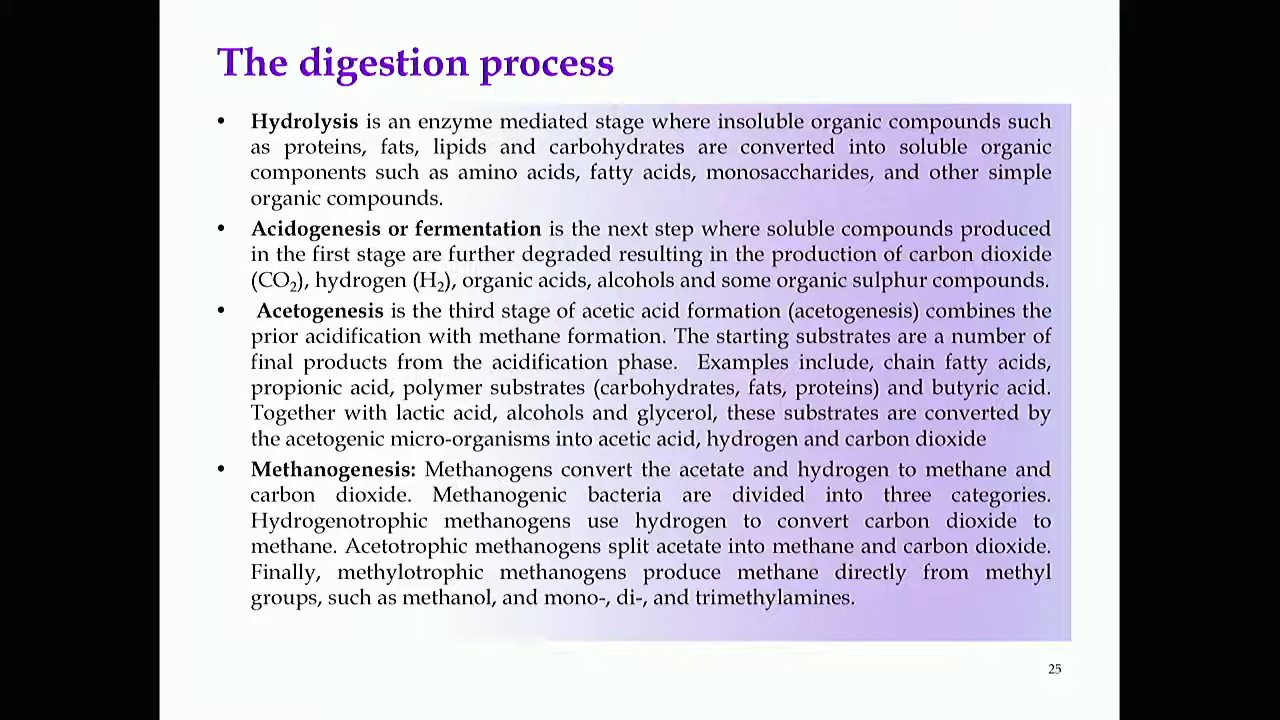 The digestion process
• Hydrolysis is an enzyme mediated stage where insoluble organic compounds such
as proteins, fats, lipids and carbohydrates are converted into soluble organic
components such as amino acids, fatty acids, monosaccharides, and other simple
organic compounds.
• Acidogenesis or fermentation is the next step where soluble compounds produced
in the first stage are further degraded resulting in the production of carbon dioxide
(CO₂), hydrogen (H₂), organic acids, alcohols and some organic sulphur compounds.
• Acetogenesis is the third stage of acetic acid formation (acetogenesis) combines the
prior acidification with methane formation. The starting substrates are a number of
final products from the acidification phase. Examples include, chain fatty acids,
propionic acid, polymer substrates (carbohydrates, fats, proteins) and butyric acid.
Together with lactic acid, alcohols and glycerol, these substrates are converted by
the acetogenic micro-organisms into acetic acid, hydrogen and carbon dioxide
• Methanogenesis: Methanogens convert the acetate and hydrogen to methane and
carbon dioxide. Methanogenic bacteria are divided into three categories.
Hydrogenotrophic methanogens use hydrogen to convert carbon dioxide to
methane. Acetotrophic methanogens split acetate into methane and carbon dioxide.
Finally, methylotrophic methanogens produce methane directly from methyl
groups, such as methanol, and mono-, di-, and trimethylamines.
25